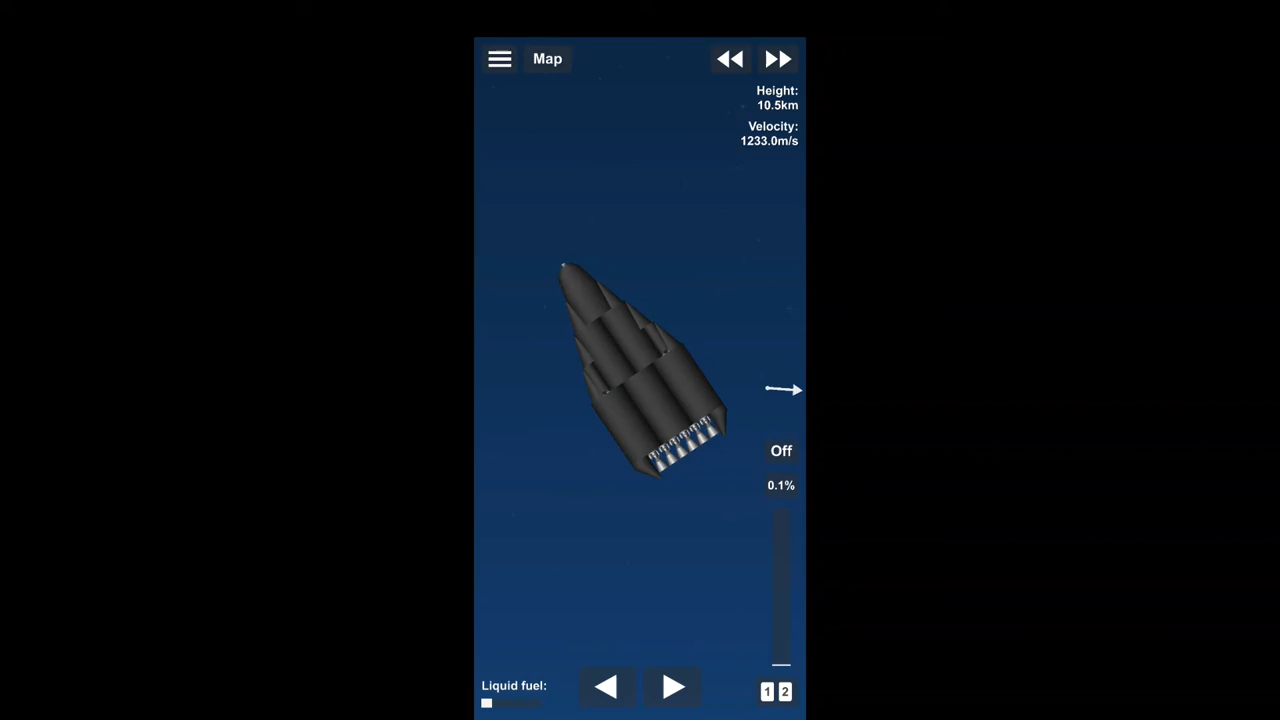 Map
Height:
10.5km
Velocity:
1233.0m/s
Off
0.1%
Liquid fuel:
1 2